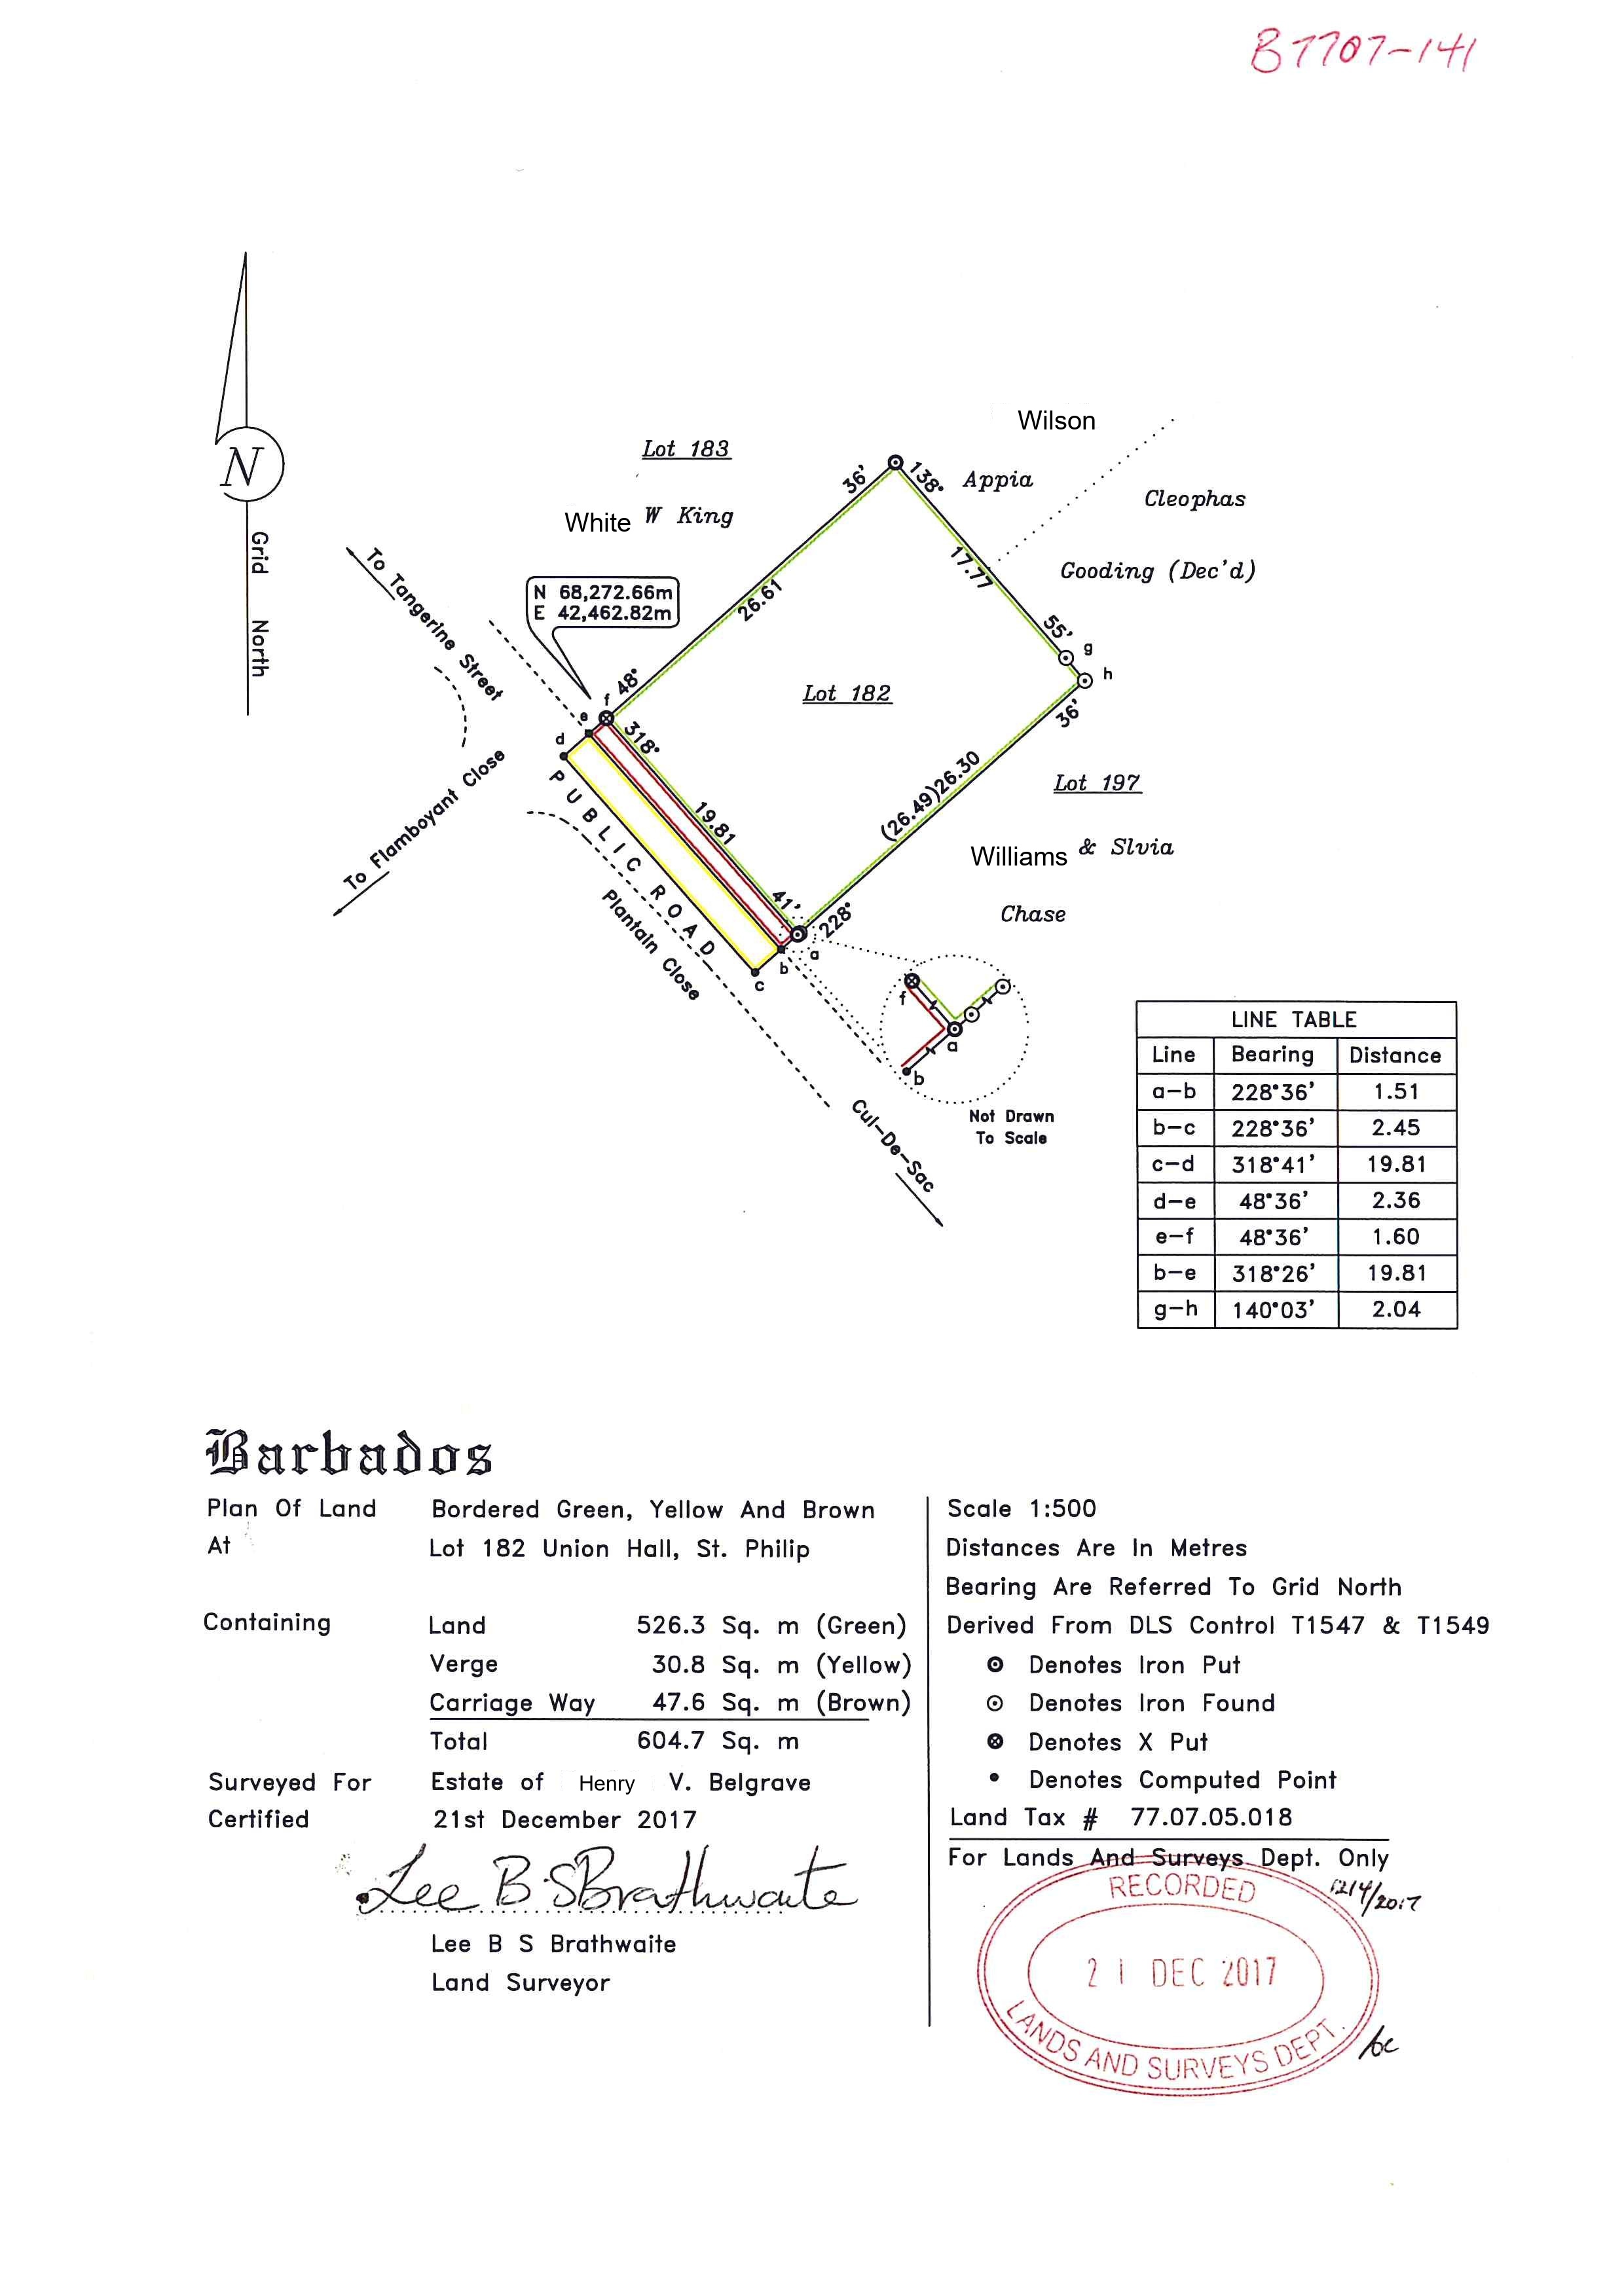 B7707-141
Wilson
Lot 183
Appia
Cleophas
White W King
Gooding (Dec'd)
N
Grid North
To Tangerine Street
N 68,272.66m
E 42,462.82m
36'
138°
26.61
17.77
55'
g
h
48°
f
e
d
318°
Lot 182
36'
To Flamboyant Close
PUBLIC ROAD
Plantain Close
19.81
41'
(26.49)26.30
228°
a
b
c
Lot 197
Williams & Slvia
Chase
f
a
b
Not Drawn
To Scale
Cul-De-Sac
LINE TABLE
Line Bearing Distance
a-b 228°36' 1.51
b-c 228°36' 2.45
c-d 318°41' 19.81
d-e 48°36' 2.36
e-f 48°36' 1.60
b-e 318°26' 19.81
g-h 140°03' 2.04
Barbados
Plan Of Land Bordered Green, Yellow And Brown
At Lot 182 Union Hall, St. Philip
Containing Land 526.3 Sq. m (Green)
Verge 30.8 Sq. m (Yellow)
Carriage Way 47.6 Sq. m (Brown)
Total 604.7 Sq. m
Surveyed For Estate of Henry V. Belgrave
Certified 21st December 2017
Lee B. S Brathwaite
Lee B S Brathwaite
Land Surveyor
Scale 1:500
Distances Are In Metres
Bearing Are Referred To Grid North
Derived From DLS Control T1547 & T1549
Denotes Iron Put
Denotes Iron Found
Denotes X Put
Denotes Computed Point
Land Tax # 77.07.05.018
For Lands And Surveys Dept. Only
1214/2017
RECORDED
21 DEC 2017
LANDS AND SURVEYS DEPT.